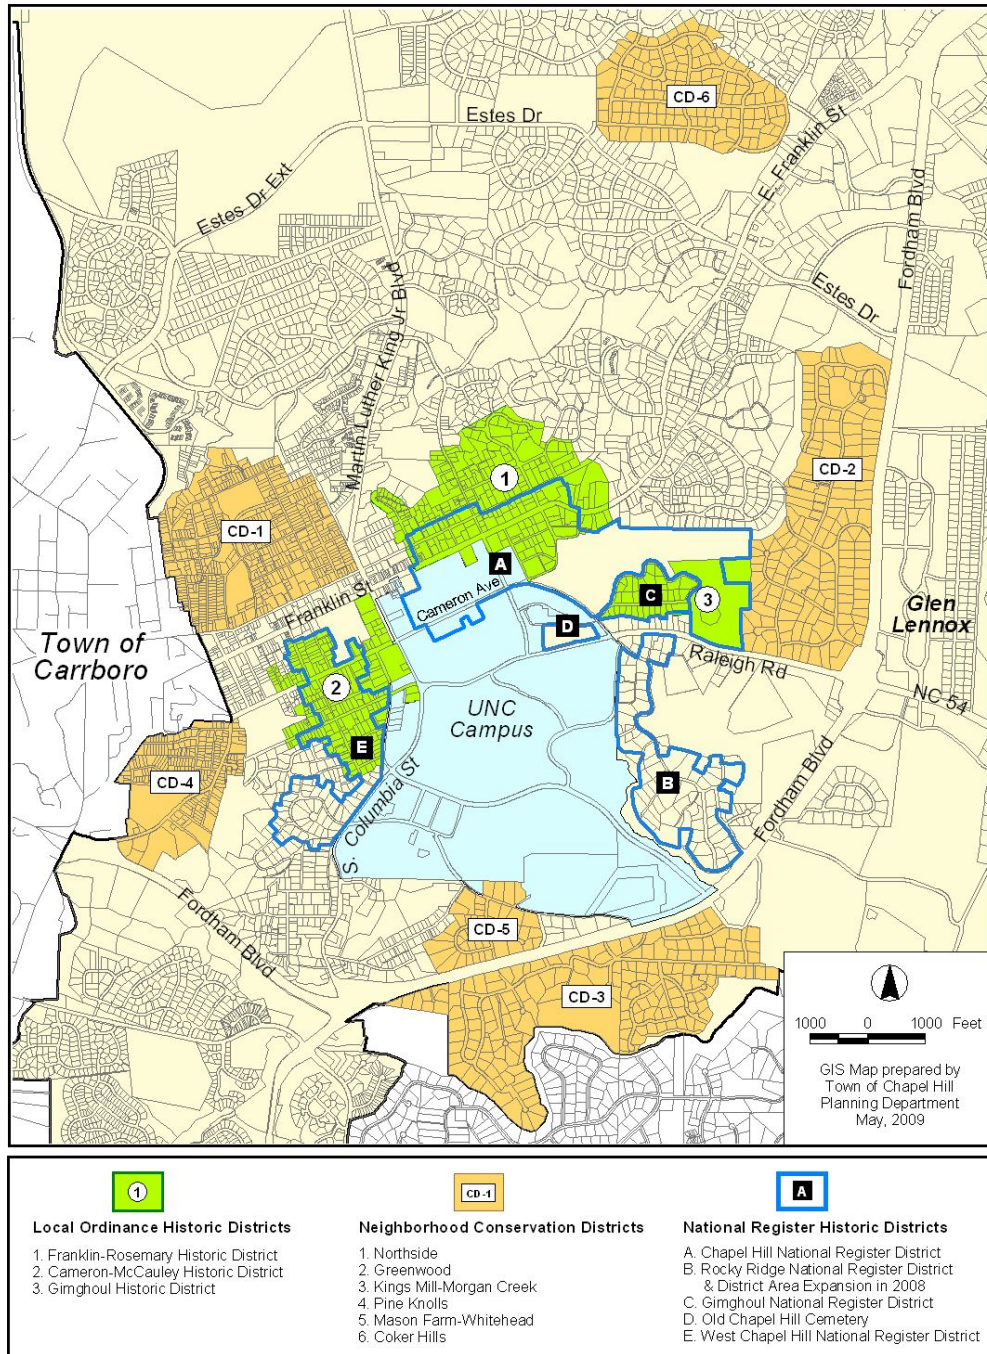 CD-6
Estes Dr
E. Franklin St
Estes Dr Ext
Fordham Blvd
Martin Luther King Jr Blvd
Estes Dr
1
CD-2
CD-1
A
Cameron Ave
C
3
Franklin St
D
Glen
Lennox
Town of
Carrboro
Raleigh Rd
2
UNC
Campus
NC 54
E
CD-4
B
S. Columbia St
Fordham Blvd
Fordham Blvd
CD-5
CD-3
1000 0 1000 Feet
GIS Map prepared by
Town of Chapel Hill
Planning Department
May, 2009
1
Local Ordinance Historic Districts
1. Franklin-Rosemary Historic District
2. Cameron-McCauley Historic District
3. Gimghoul Historic District
CD-1
Neighborhood Conservation Districts
1. Northside
2. Greenwood
3. Kings Mill-Morgan Creek
4. Pine Knolls
5. Mason Farm-Whitehead
6. Coker Hills
A
National Register Historic Districts
A. Chapel Hill National Register District
B. Rocky Ridge National Register District
& District Area Expansion in 2008
C. Gimghoul National Register District
D. Old Chapel Hill Cemetery
E. West Chapel Hill National Register District